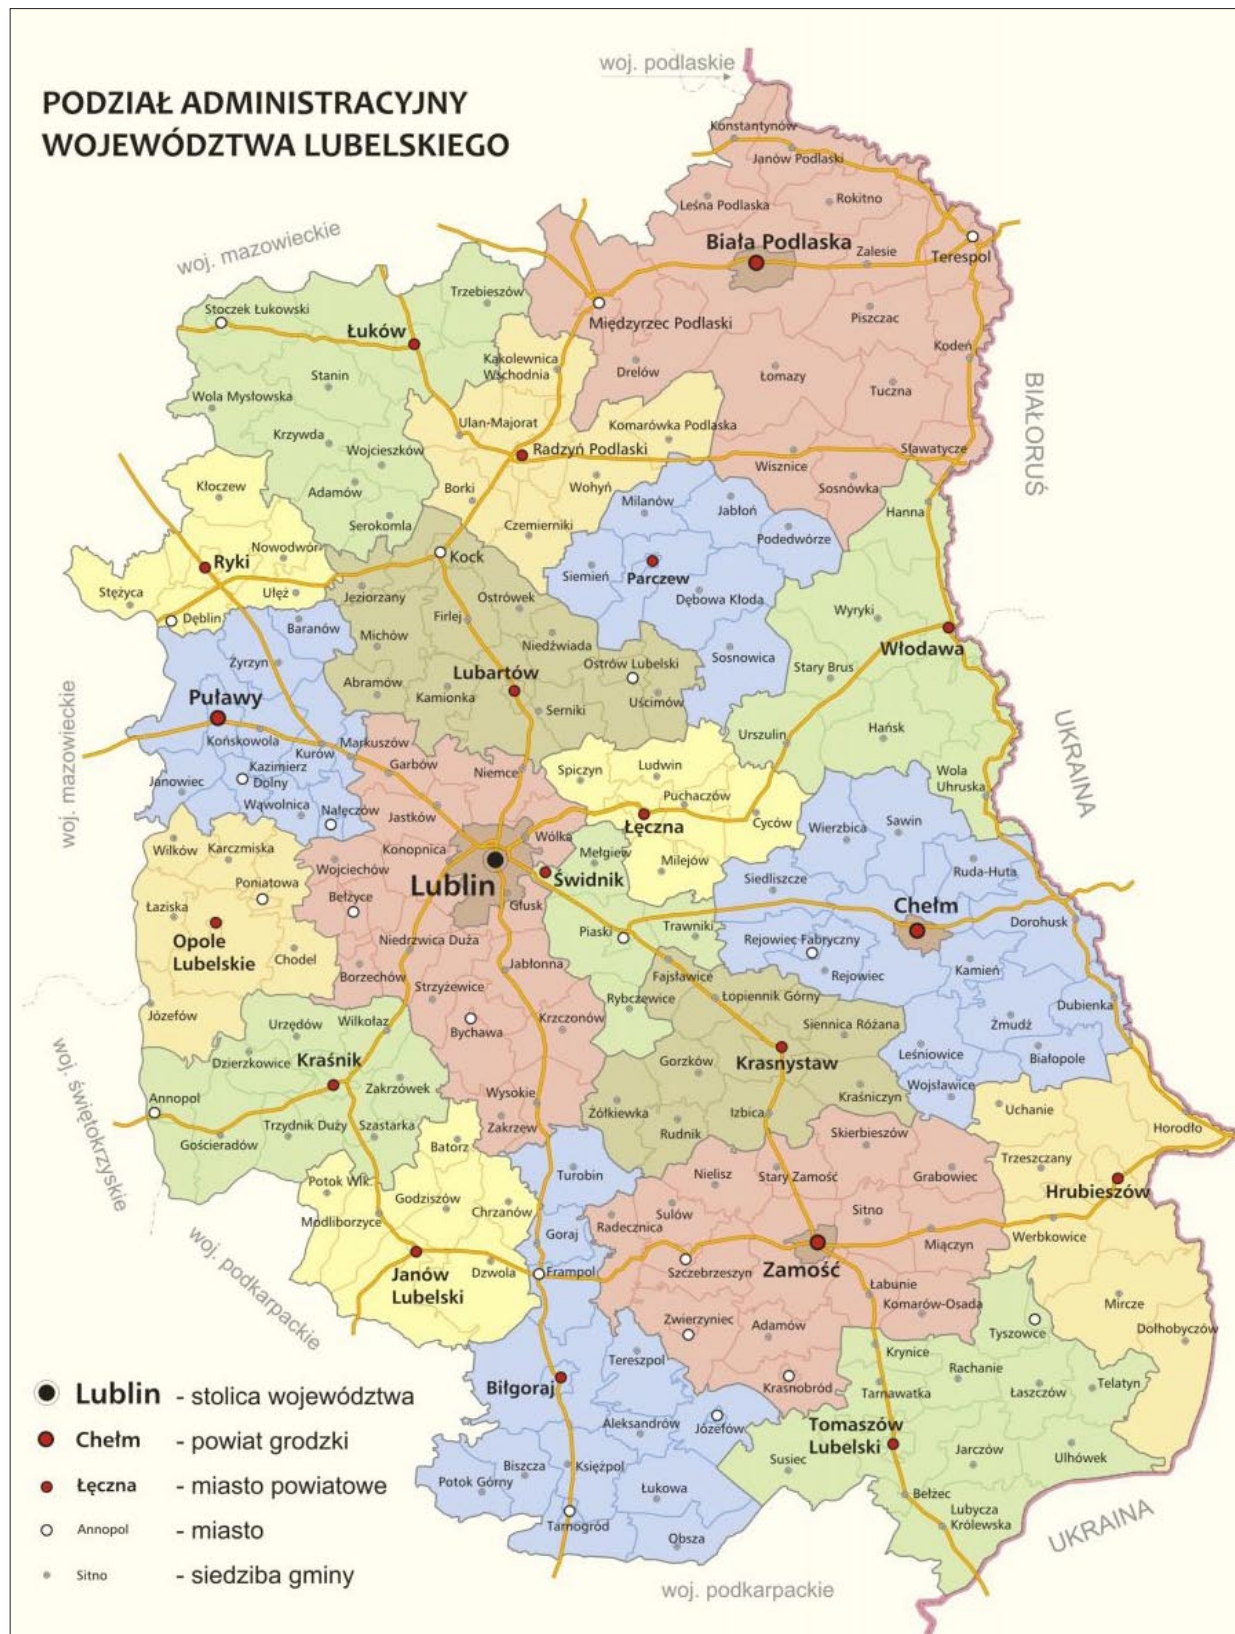 woj. podlaskie
PODZIAŁ ADMINISTRACYJNY
WOJEWÓDZTWA LUBELSKIEGO
Konstantynów
Janów Podlaski
Leśna Podlaska
Rokitno
woj. mazowieckie
Biała Podlaska
Zalesie
Terespol
Trzebieszów
Stoczek Łukowski
Międzyrzec Podlaski
Piszczac
Łuków
Kodeń
Kąkolewnica
Wschodnia
Drelów
Łomazy
Tuczna
Stanin
Wola Mysłowska
BIAŁORUŚ
Krzywda
Ulan-Majorat
Komarówka Podlaska
Wojcieszków
Radzyń Podlaski
Sławatycze
Wisznice
Kłoczew
Adamów
Borki
Wohyń
Sosnówka
Milanów
Jabłoń
Hanna
Serokomla
Czemierniki
Podedwórze
Nowodwór
Ryki
Kock
Siemień
Parczew
Stężyca
Ułęż
Jeziorzany
Ostrówek
Dębowa Kłoda
Wyryki
Dęblin
Baranów
Firlej
Michów
Niedźwiada
Włodawa
Żyrzyn
Sosnowica
Ostrów Lubelski
Stary Brus
Lubartów
Abramów
Kamionka
Uścimów
Puławy
Serniki
woj. mazowieckie
Hańsk
Urszulin
Końskowola
Markuszów
Kurów
UKRAINA
Kazimierz
Dolny
Garbów
Niemce
Spiczyn
Ludwin
Janowiec
Wola
Uhruska
Wąwolnica
Nałęczów
Puchaczów
Jastków
Łęczna
Cyców
Wierzbica
Sawin
Wólka
Wilków
Karczmiska
Konopnica
Mełgiew
Wojciechów
Milejów
Ruda-Huta
Poniatowa
Lublin
Świdnik
Siedliszcze
Bełżyce
Głusk
Chełm
Łaziska
Dorohusk
Opole
Lubelskie
Piaski
Trawniki
Rejowiec Fabryczny
Niedrzwica Duża
Chodel
Jabłonna
Kamień
Borzechów
Fajsławice
Rejowiec
Strzyżewice
Rybczewice
Łopiennik Górny
Dubienka
Józefów
Urzędów
Wilkołaz
Bychawa
Krzczonów
Siennica Różana
Żmudź
Dzierzkowice
Kraśnik
Gorzków
Krasnystaw
Leśniowice
Białopole
woj. świętokrzyskie
Zakrzówek
Wojsławice
Annopol
Wysokie
Kraśniczyn
Żółkiewka
Izbica
Uchanie
Gościeradów
Trzydnik Duży
Szastarka
Zakrzew
Rudnik
Horodło
Batorz
Skierbieszów
Trzeszczany
Turobin
Nielisz
Stary Zamość
Grabowiec
Potok Wlk.
Hrubieszów
Godziszów
Modliborzyce
Chrzanów
Sułów
Sitno
Radecznica
Goraj
Werbkowice
Miączyn
woj. podkarpackie
Janów
Lubelski
Dzwola
Frampol
Szczebrzeszyn
Zamość
Łabunie
Komarów-Osada
Mircze
Zwierzyniec
Adamów
Tyszowce
Dołhobyczów
Krynice
Tereszpol
Rachanie
Krasnobród
Tarnawatka
Łaszczów
Telatyn
Biłgoraj
Aleksandrów
Józefów
Tomaszów
Lubelski
Jarczów
Ulhówek
Susiec
Biszcza
Księżpol
Potok Górny
Łukowa
Bełżec
Lubycza
Królewska
Tarnogród
Obsza
UKRAINA
woj. podkarpackie
Lublin - stolica województwa
Chełm - powiat grodzki
Łęczna - miasto powiatowe
Annopol - miasto
Sitno - siedziba gminy